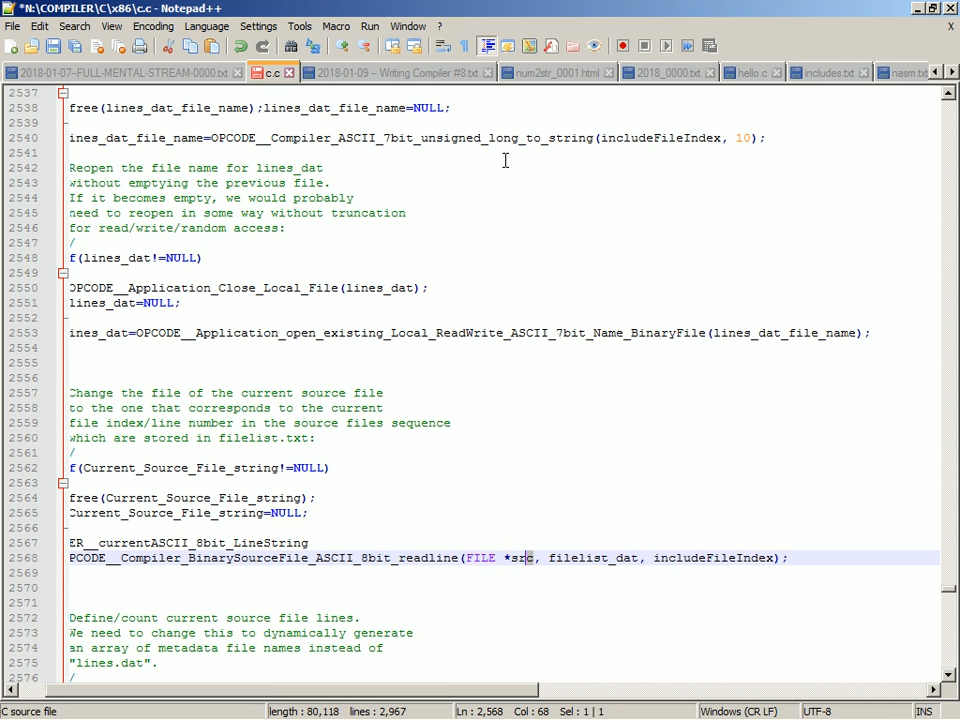 *N:\COMPILER\C\x86\c.c - Notepad++
File Edit Search View Encoding Language Settings Tools Macro Run Window ? X
2018-01-07-FULL-MENTAL-STREAM-0000.txt c.c 2018-01-09 – Writing Compiler #8.txt num2str_0001.html 2018_0000.txt hello.c includes.txt nasm.tx
2537
2538 free(lines_dat_file_name);lines_dat_file_name=NULL;
2539
2540 ines_dat_file_name=OPCODE__Compiler_ASCII_7bit_unsigned_long_to_string(includeFileIndex, 10);
2541
2542 Reopen the file name for lines_dat
2543 without emptying the previous file.
2544 If it becomes empty, we would probably
2545 need to reopen in some way without truncation
2546 for read/write/random access:
2547 /
2548 f(lines_dat!=NULL)
2549
2550 OPCODE__Application_Close_Local_File(lines_dat);
2551 lines_dat=NULL;
2552
2553 ines_dat=OPCODE__Application_open_existing_Local_ReadWrite_ASCII_7bit_Name_BinaryFile(lines_dat_file_name);
2554
2555
2556
2557 Change the file of the current source file
2558 to the one that corresponds to the current
2559 file index/line number in the source files sequence
2560 which are stored in filelist.txt:
2561 /
2562 f(Current_Source_File_string!=NULL)
2563
2564 free(Current_Source_File_string);
2565 Current_Source_File_string=NULL;
2566
2567 ER__currentASCII_8bit_LineString
2568 PCODE__Compiler_BinarySourceFile_ASCII_8bit_readline(FILE *src, filelist_dat, includeFileIndex);
2569
2570
2571
2572 Define/count current source file lines.
2573 We need to change this to dynamically generate
2574 an array of metadata file names instead of
2575 "lines.dat".
2576 /
C source file length : 80,118 lines : 2,967 Ln : 2,568 Col : 68 Sel : 1 | 1 Windows (CR LF) UTF-8 INS